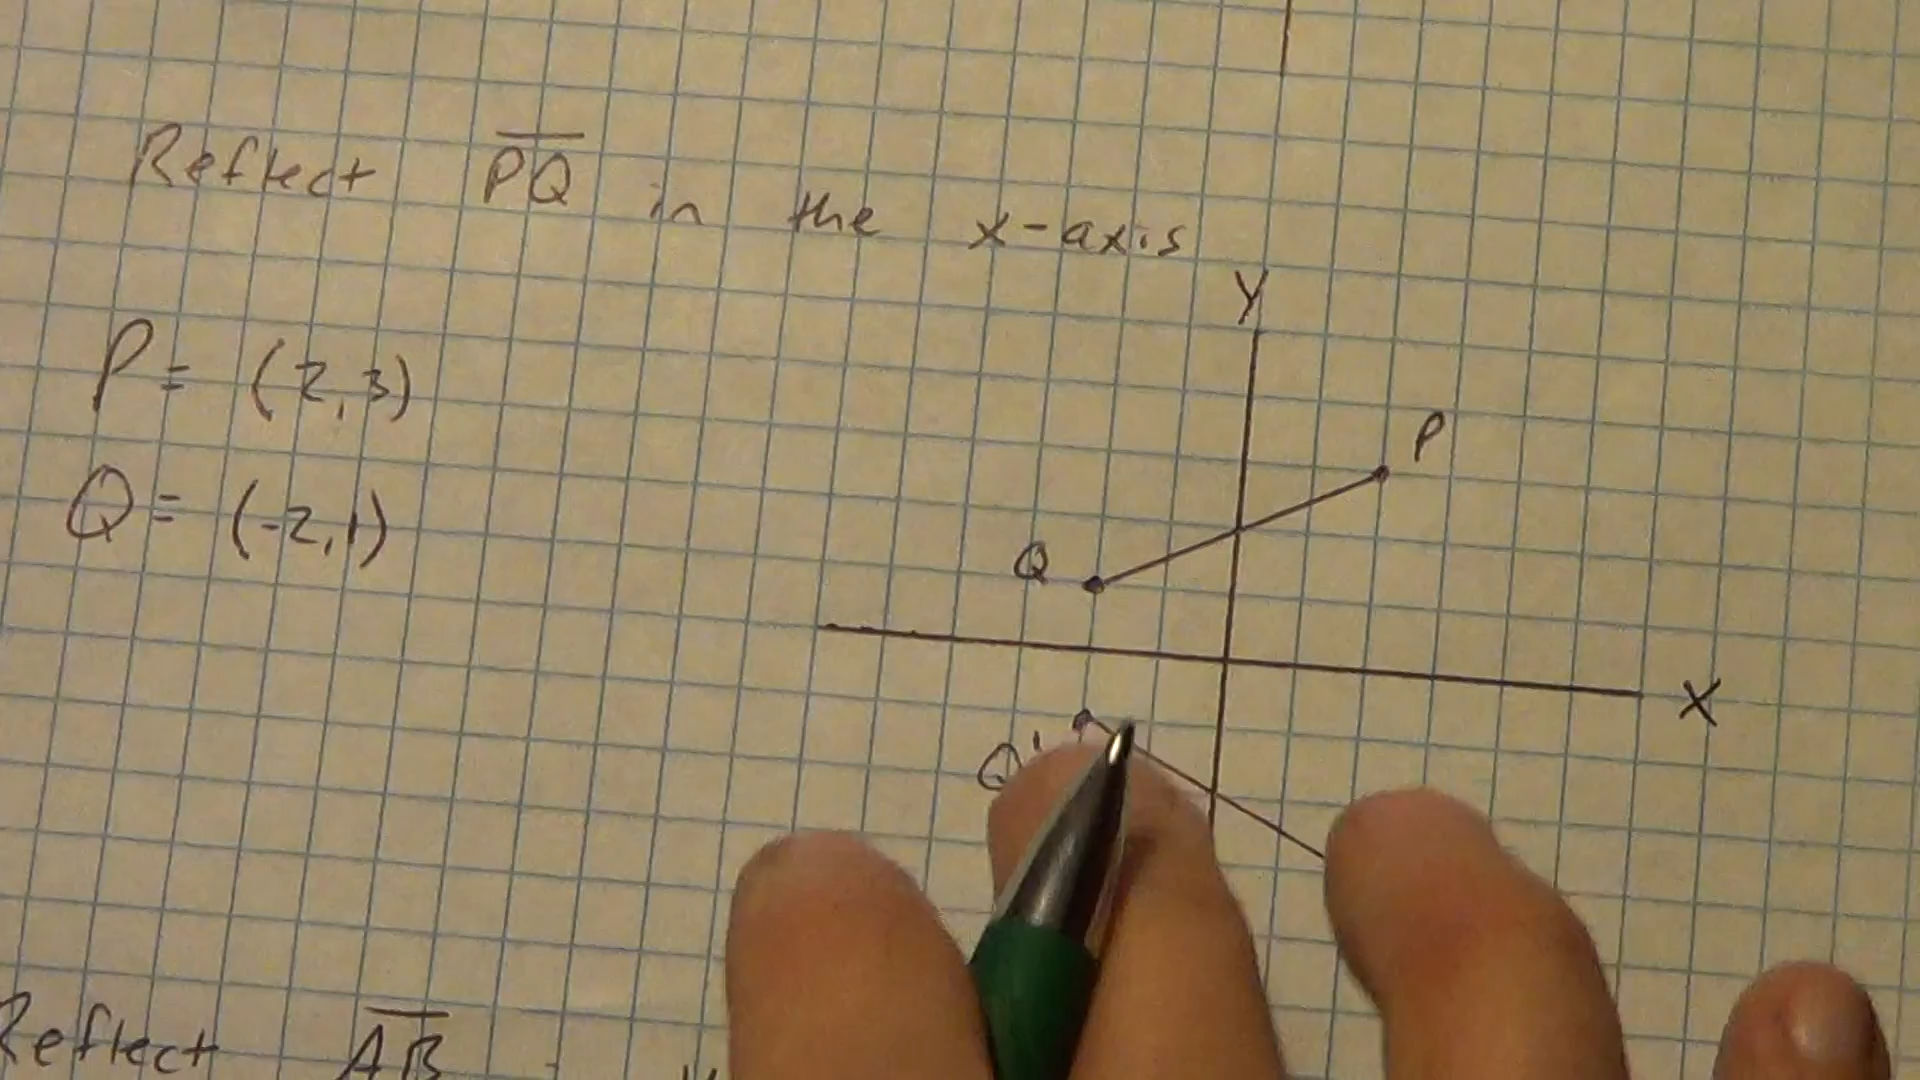 Reflect PQ in the x-axis
Y
P = (2,3)
P
Q = (-2,1)
Q
X
Q'
Reflect AB